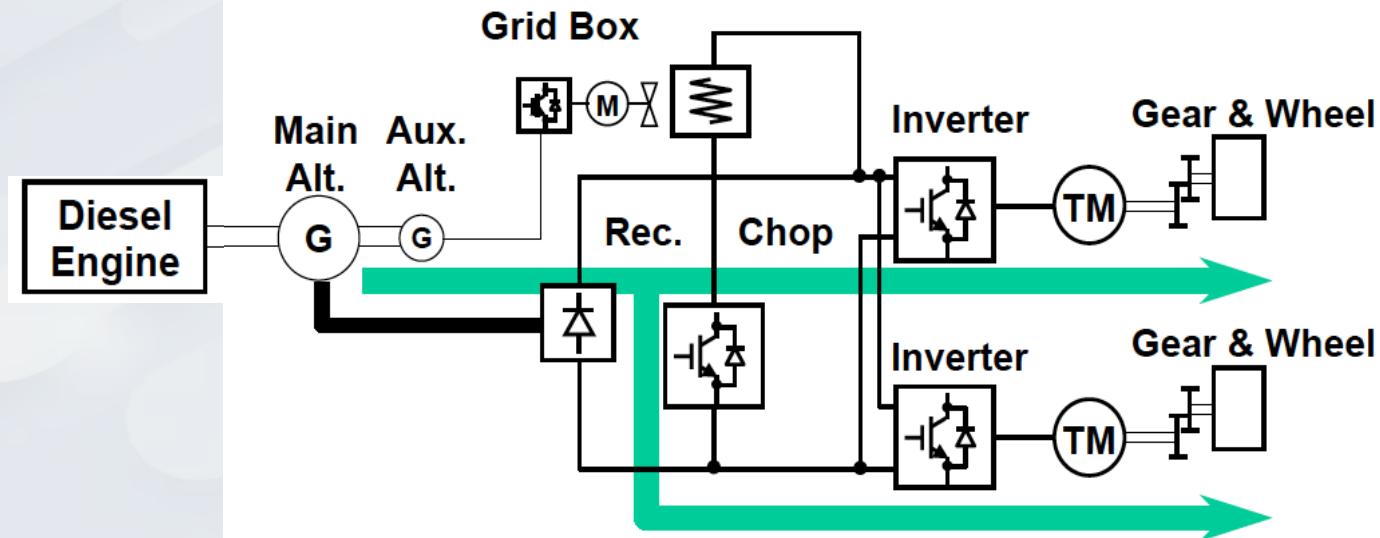 Grid Box
M
Main
Alt.
Aux.
Alt.
Inverter
Gear & Wheel
Diesel
Engine
G
G
Rec.
Chop
TM
Inverter
Gear & Wheel
TM